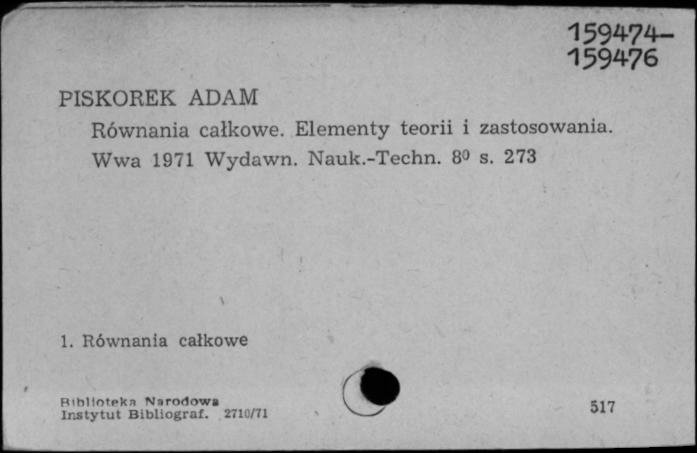 159474-
159476
PISKOREK ADAM
Równania całkowe. Elementy teorii i zastosowania.
Wwa 1971 Wydawn. Nauk.-Techn. 8º s. 273
1. Równania całkowe
Biblioteka Narodowa
Instytut Bibliograf. 2710/71
517